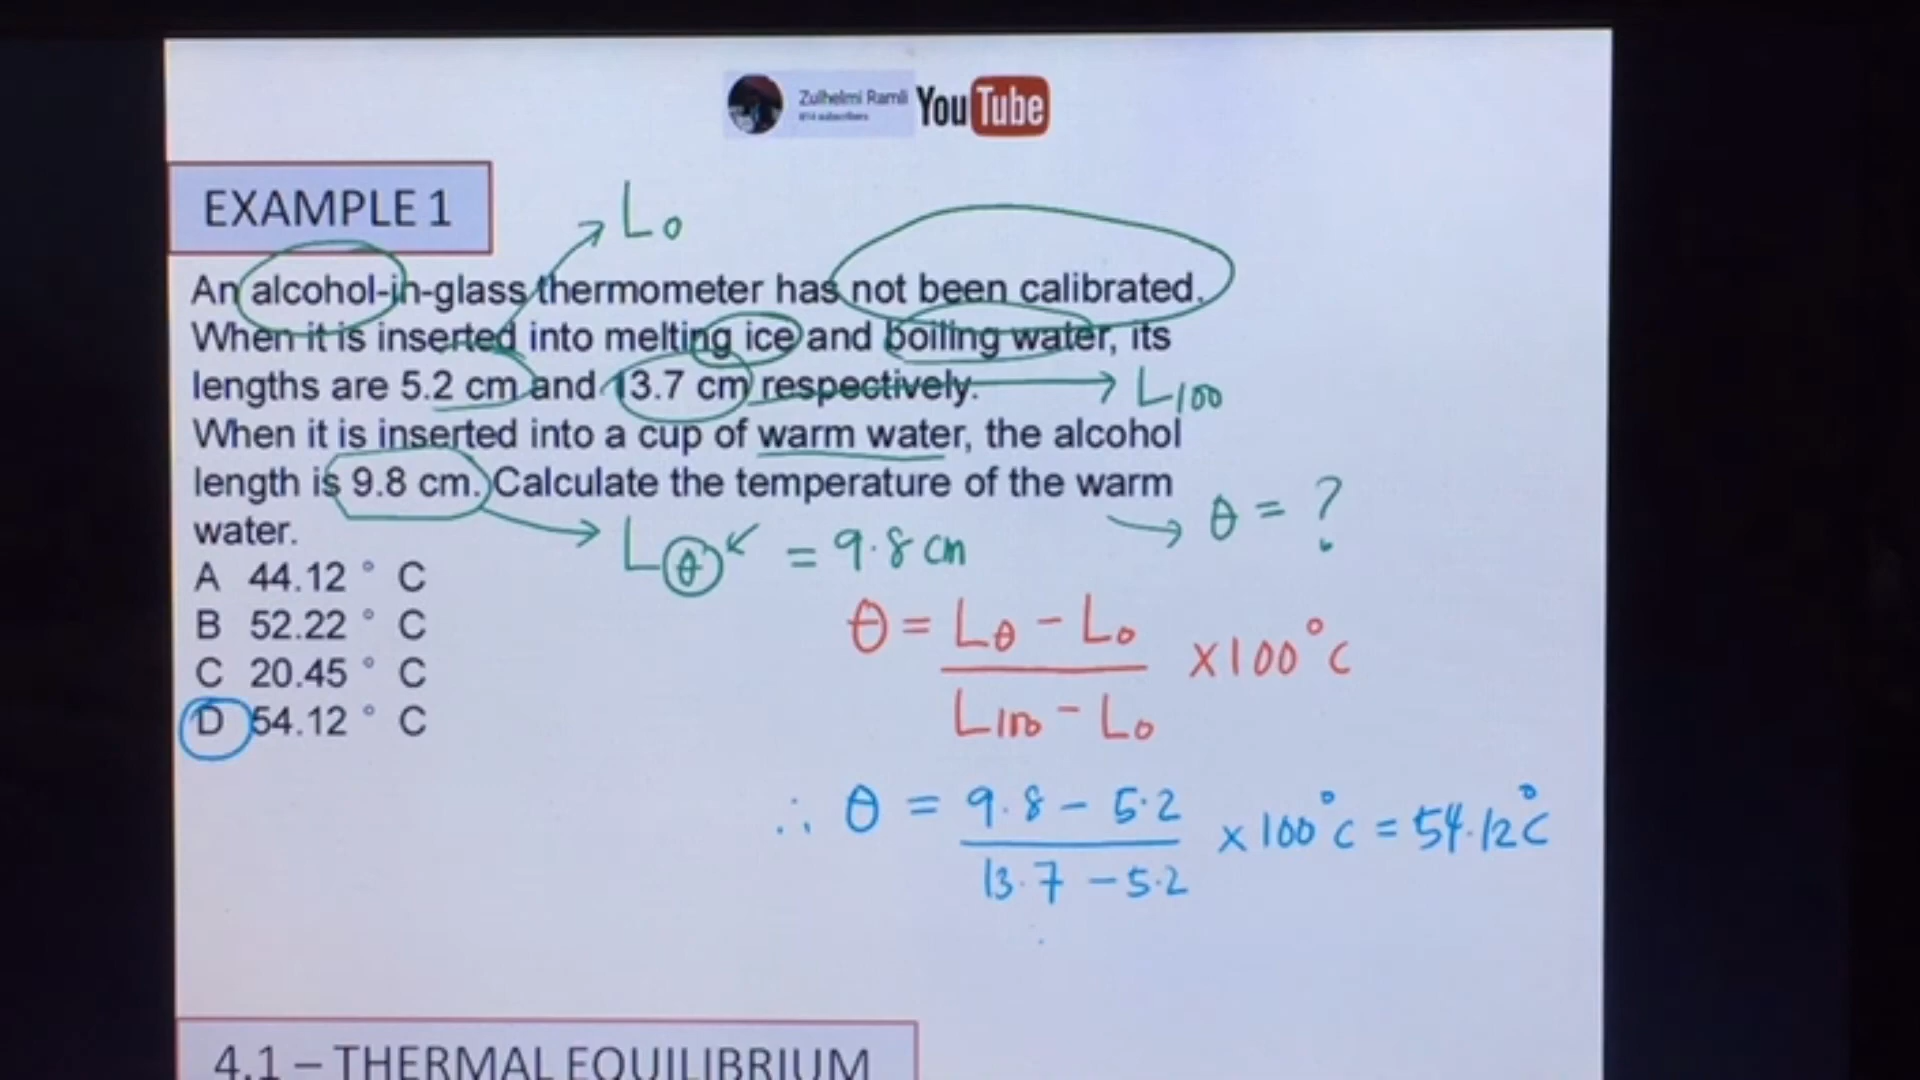 Zulhelmi Ramli
814 subscribers
YouTube
EXAMPLE 1
L₀
An alcohol-in-glass thermometer has not been calibrated.
When it is inserted into melting ice and boiling water, its
lengths are 5.2 cm and 13.7 cm respectively.
L₁₀₀
When it is inserted into a cup of warm water, the alcohol
length is 9.8 cm. Calculate the temperature of the warm
water.
θ = ?
Lθ = 9.8 cm
A 44.12 ° C
B 52.22 ° C
C 20.45 ° C
D 54.12 ° C
θ = Lθ - L₀
x100°C
L₁₀₀ - L₀
∴ θ = 9.8 - 5.2
x100°C = 54.12°C
13.7 - 5.2
4.1 – THERMAL EQUILIBRIUM